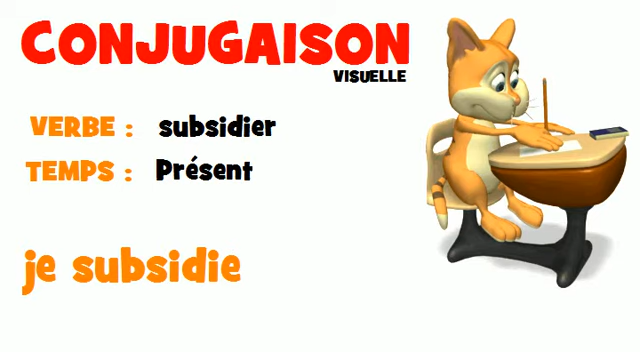 CONJUGAISON
VISUELLE
VERBE : subsidier
TEMPS : Présent
je subsidie